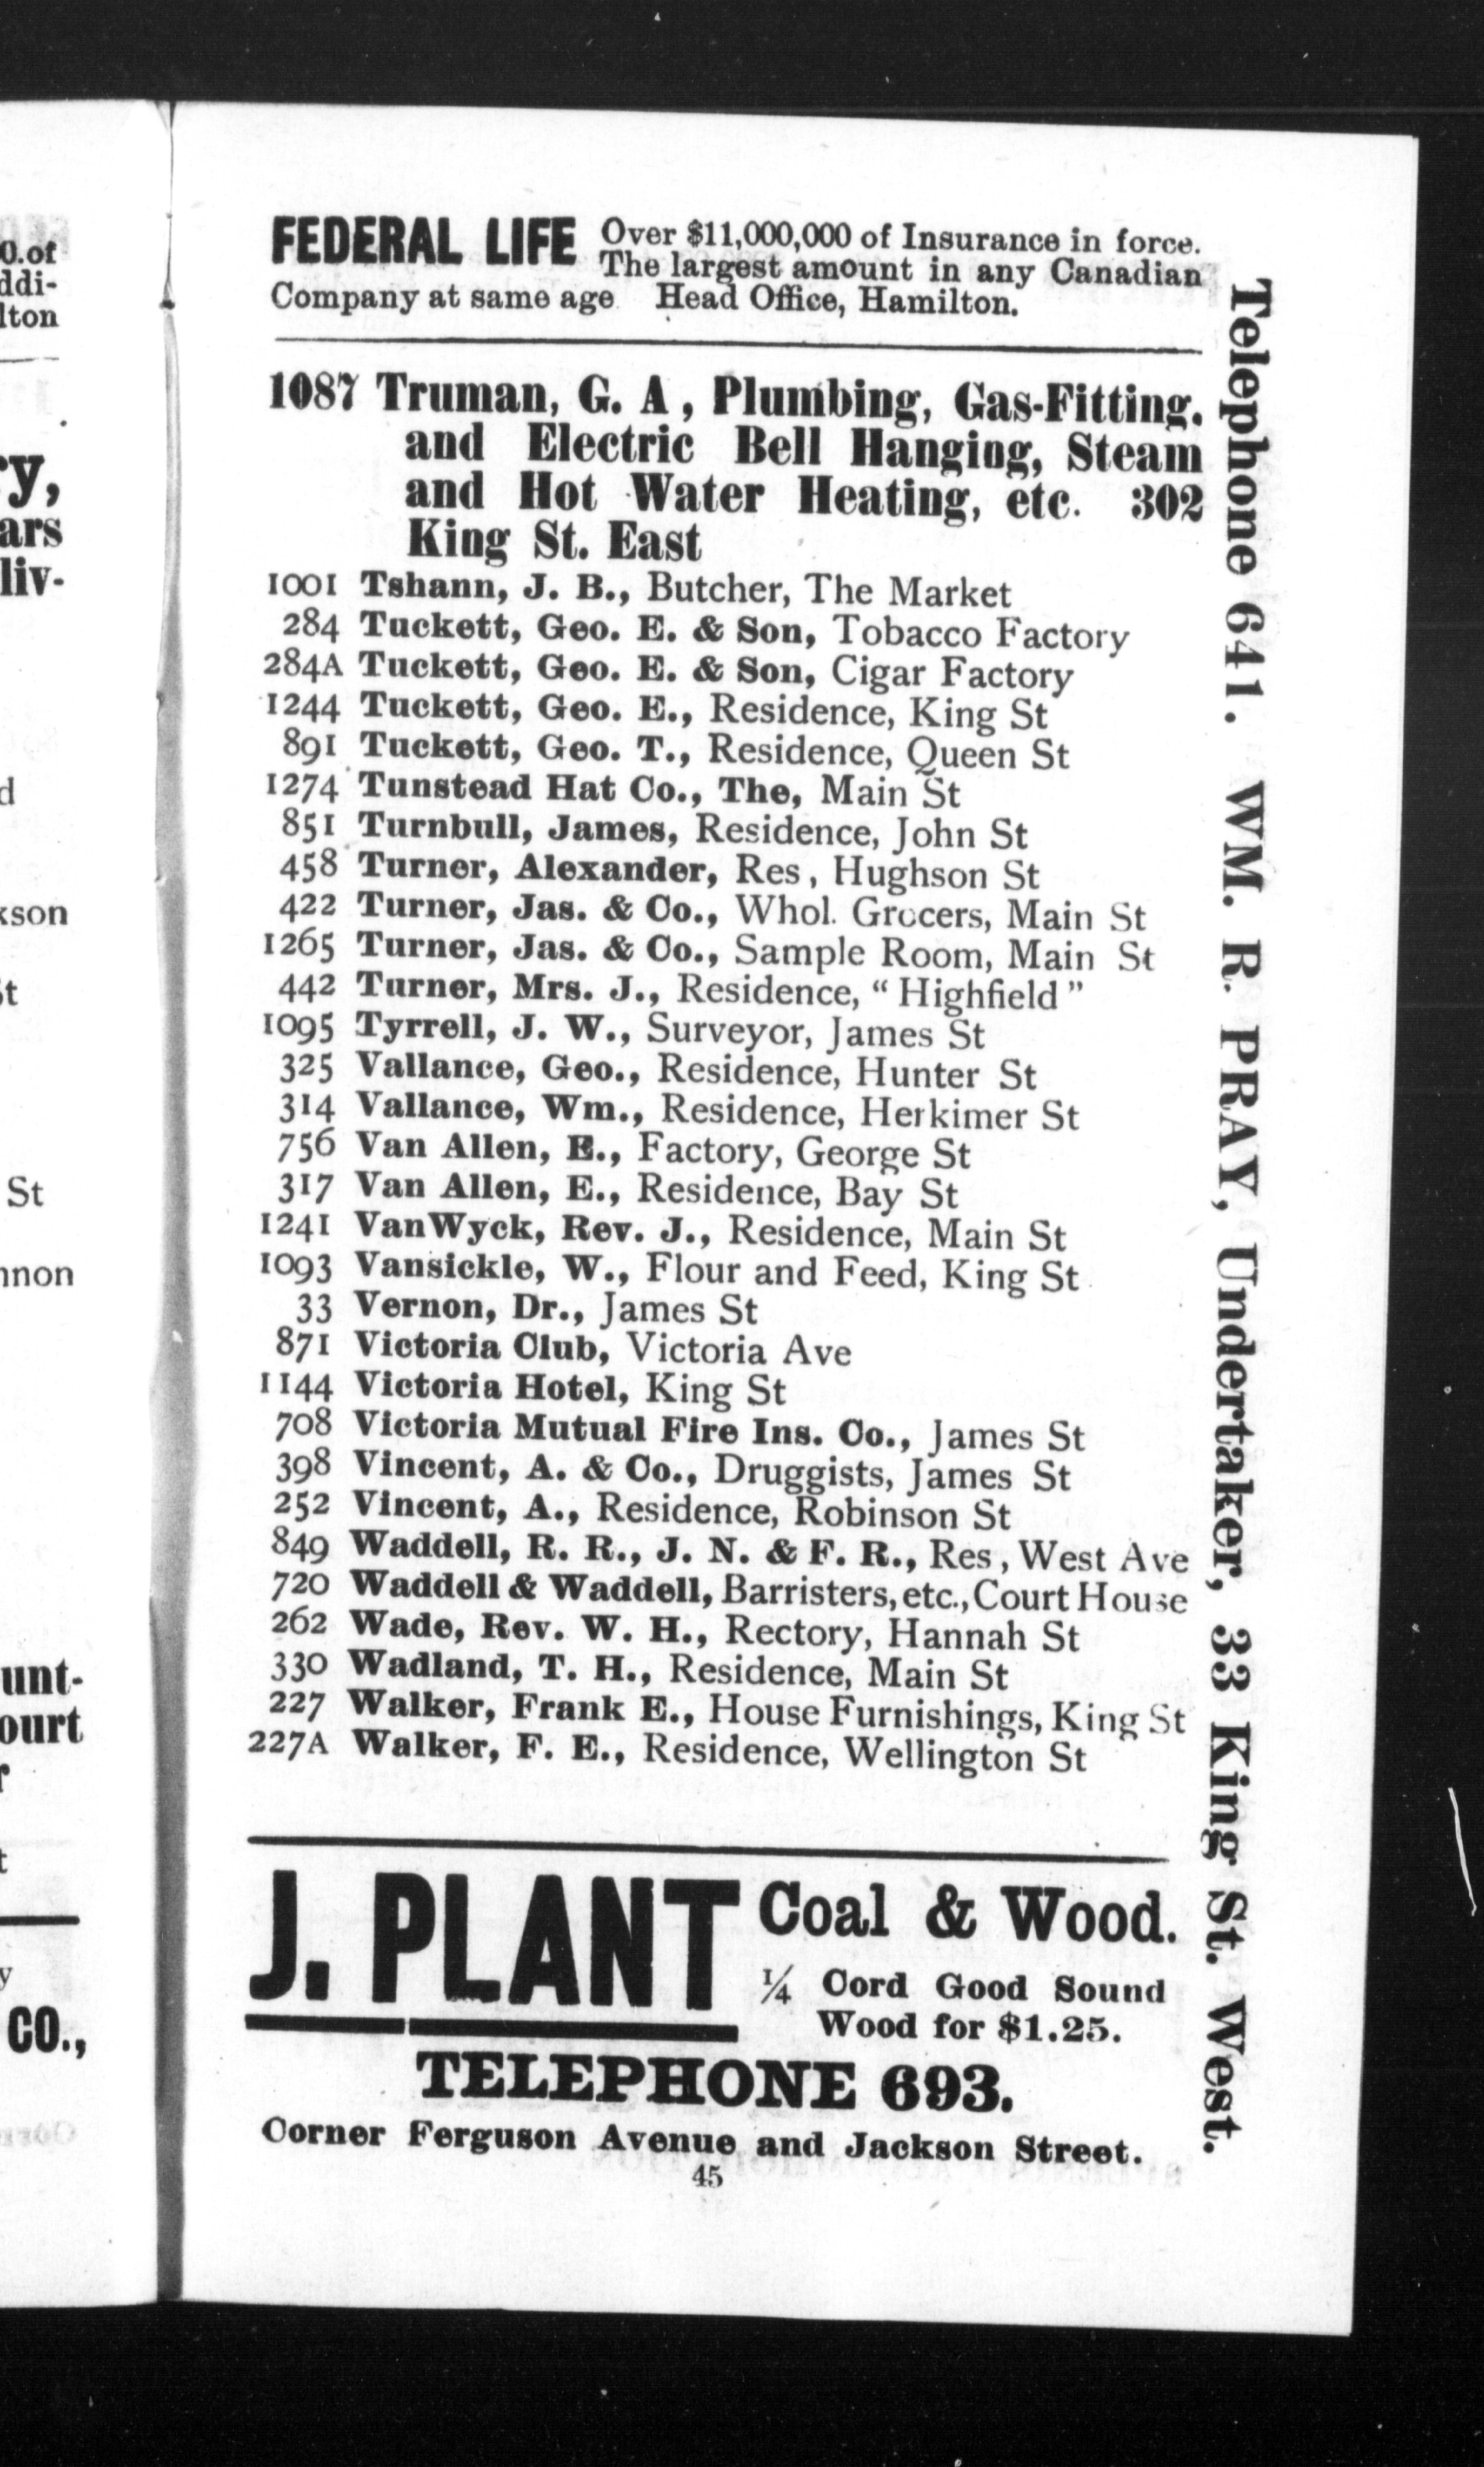 O.of
ddi-
lton
y,
ars
liv-
d
kson
St
St
nnon
unt-
ourt
r
t
y
CO.,
FEDERAL LIFE Over $11,000,000 of Insurance in force.
The largest amount in any Canadian
Company at same age Head Office, Hamilton.
1087 Truman, G. A , Plumbing, Gas-Fitting.
and Electric Bell Hanging, Steam
and Hot Water Heating, etc. 302
King St. East
1001 Tshann, J. B., Butcher, The Market
284 Tuckett, Geo. E. & Son, Tobacco Factory
284A Tuckett, Geo. E. & Son, Cigar Factory
1244 Tuckett, Geo. E., Residence, King St
891 Tuckett, Geo. T., Residence, Queen St
1274 Tunstead Hat Co., The, Main St
851 Turnbull, James, Residence, John St
458 Turner, Alexander, Res , Hughson St
422 Turner, Jas. & Co., Whol. Grocers, Main St
1265 Turner, Jas. & Co., Sample Room, Main St
442 Turner, Mrs. J., Residence, “ Highfield ”
1095 Tyrrell, J. W., Surveyor, James St
325 Vallance, Geo., Residence, Hunter St
314 Vallance, Wm., Residence, Herkimer St
756 Van Allen, E., Factory, George St
317 Van Allen, E., Residence, Bay St
1241 VanWyck, Rev. J., Residence, Main St
1093 Vansickle, W., Flour and Feed, King St
33 Vernon, Dr., James St
871 Victoria Club, Victoria Ave
1144 Victoria Hotel, King St
708 Victoria Mutual Fire Ins. Co., James St
398 Vincent, A. & Co., Druggists, James St
252 Vincent, A., Residence, Robinson St
849 Waddell, R. R., J. N. & F. R., Res , West Ave
720 Waddell & Waddell, Barristers, etc., Court House
262 Wade, Rev. W. H., Rectory, Hannah St
330 Wadland, T. H., Residence, Main St
227 Walker, Frank E., House Furnishings, King St
227A Walker, F. E., Residence, Wellington St
J. PLANT Coal & Wood.
¼ Cord Good Sound
Wood for $1.25.
TELEPHONE 693.
Corner Ferguson Avenue and Jackson Street.
45
Telephone 641. WM. R. PRAY, Undertaker, 33 King St. West.